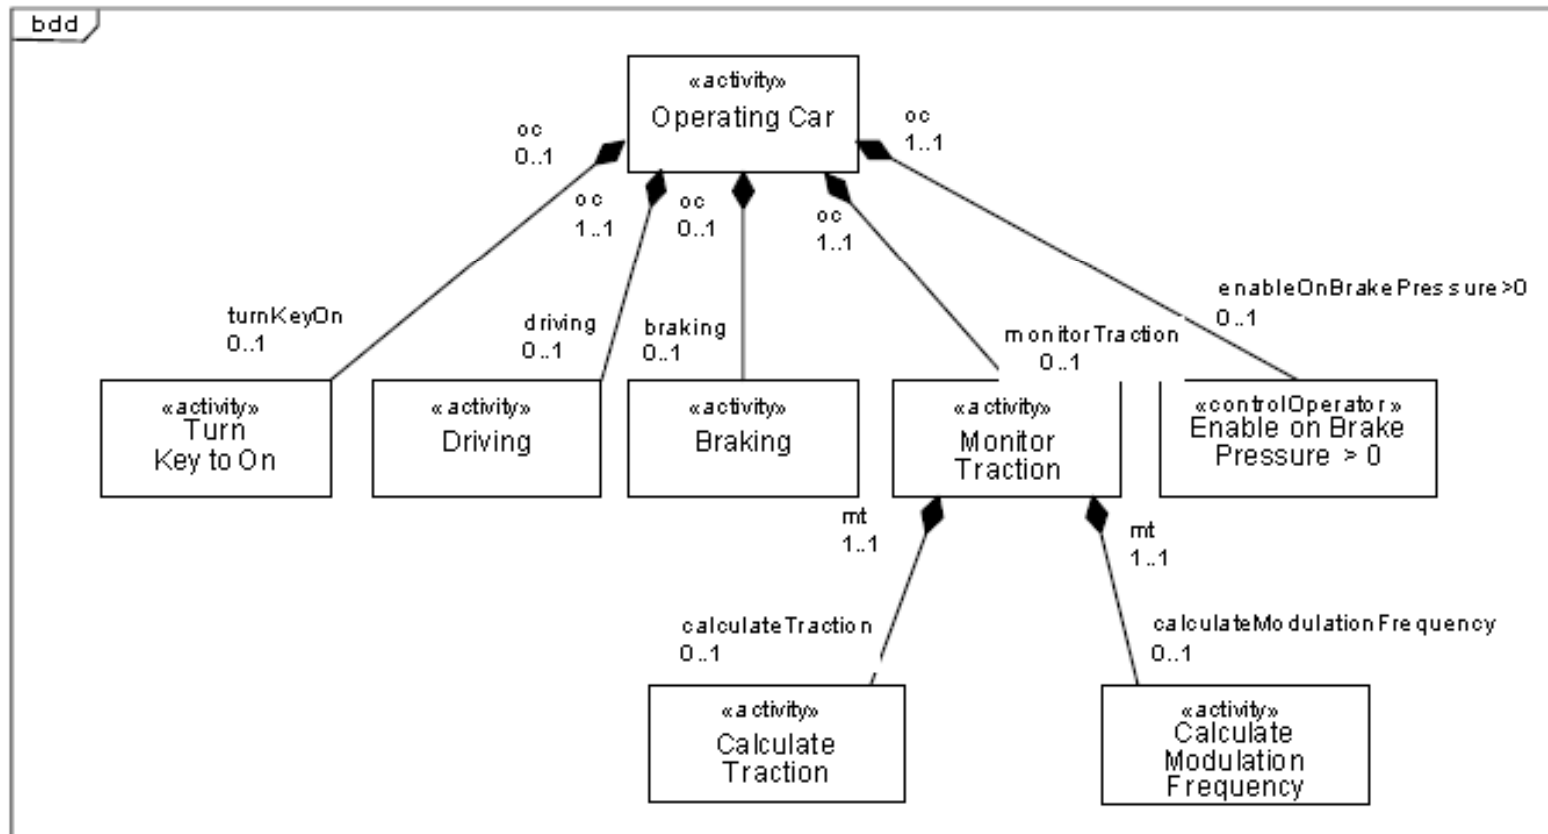 bdd
«activity»
Operating Car
oc
0..1
oc
1..1
oc
0..1
oc
1..1
oc
1..1
turnKeyOn
0..1
driving
0..1
braking
0..1
monitorTraction
0..1
enableOnBrakePressure>0
0..1
«activity»
Turn
Key to On
«activity»
Driving
«activity»
Braking
«activity»
Monitor
Traction
«controlOperator»
Enable on Brake
Pressure > 0
mt
1..1
mt
1..1
calculateTraction
0..1
calculateModulationFrequency
0..1
«activity»
Calculate
Traction
«activity»
Calculate
Modulation
Frequency